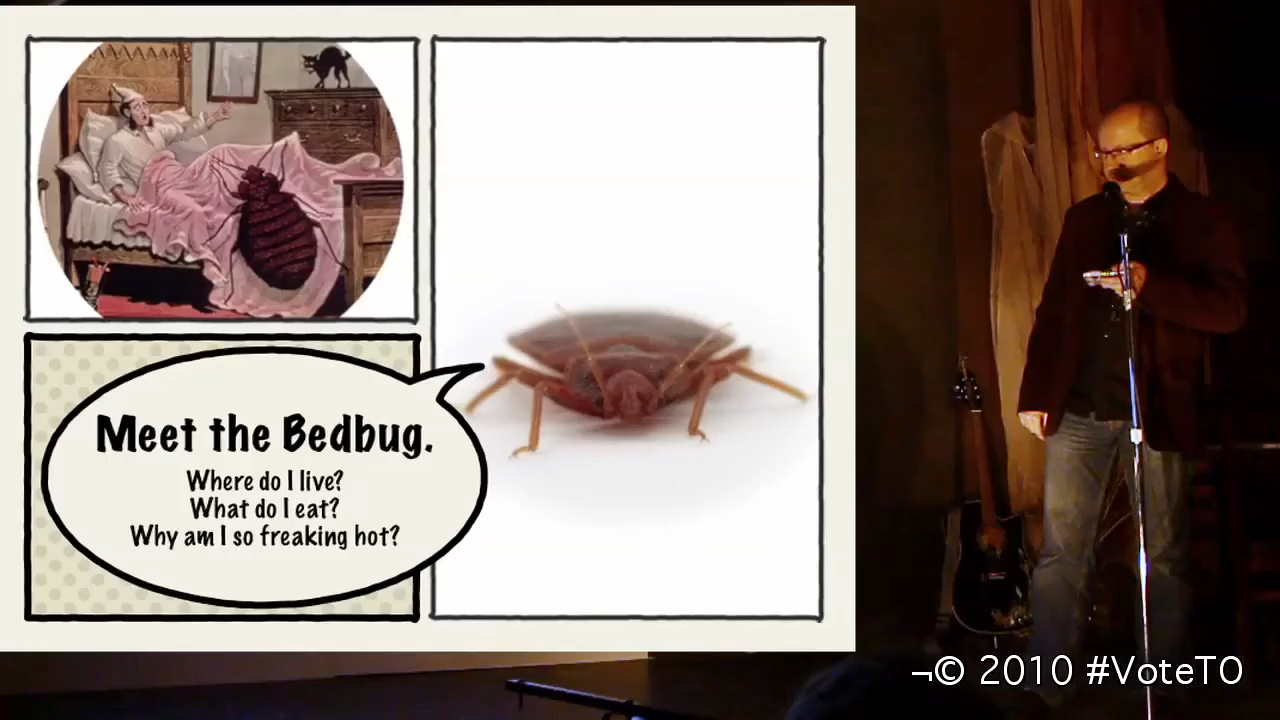 Meet the Bedbug.
Where do I live?
What do I eat?
Why am I so freaking hot?
¬© 2010 #VoteTO